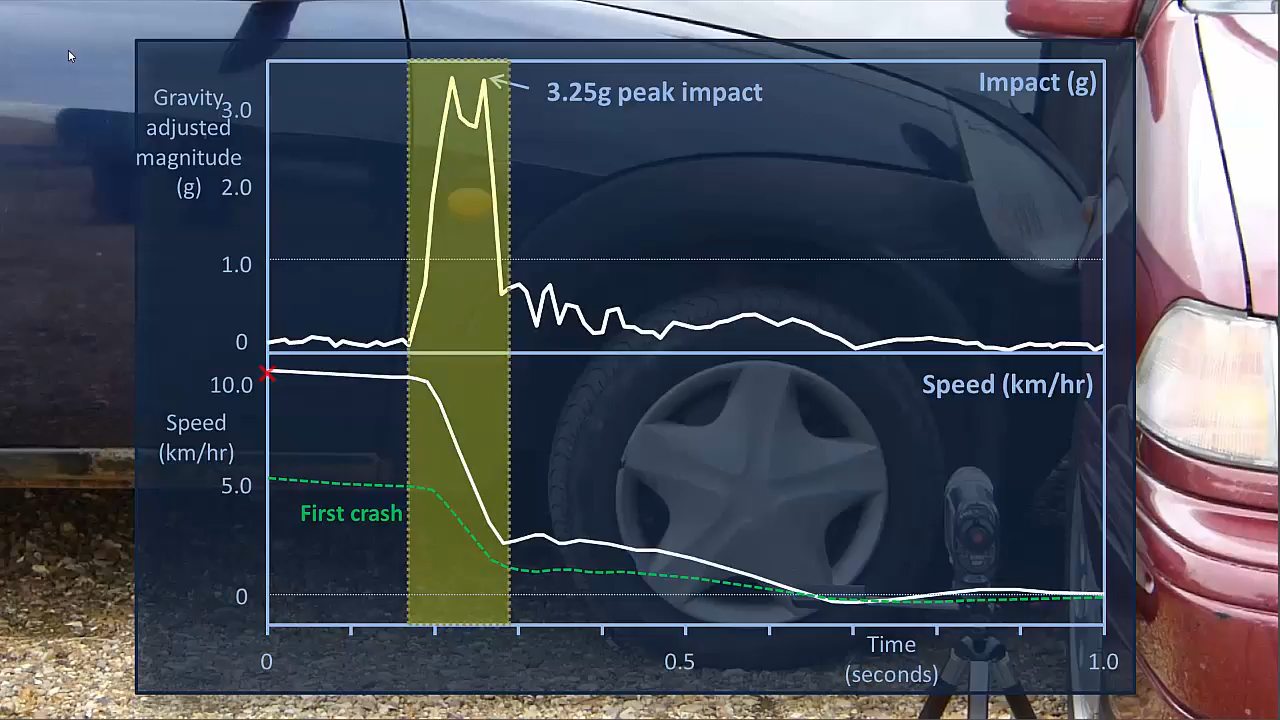 Impact (g)
3.25g peak impact
Gravity
adjusted
magnitude
(g)
3.0
2.0
1.0
0
Speed (km/hr)
10.0
Speed
(km/hr)
5.0
First crash
0
Time
(seconds)
0
0.5
1.0